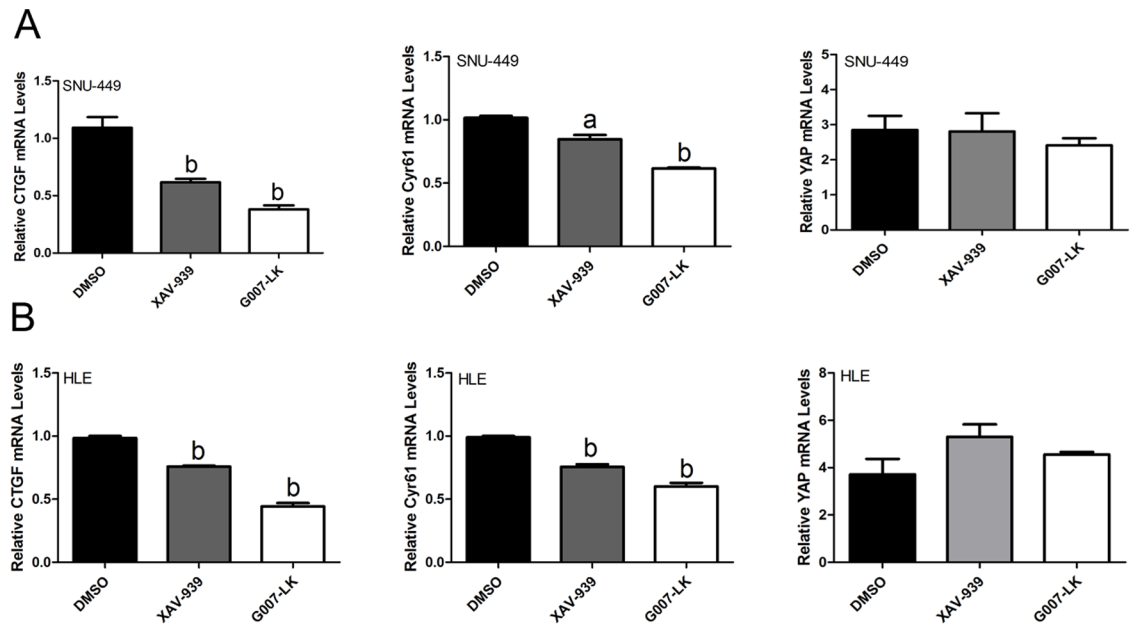 A
Relative CTGF mRNA Levels
SNU-449
1.5
1.0
0.5
0.0
b
b
DMSO
XAV-939
G007-LK
Relative Cyr61 mRNA Levels
SNU-449
1.5
1.0
0.5
0.0
a
b
DMSO
XAV-939
G007-LK
Relative YAP mRNA Levels
SNU-449
5
4
3
2
1
0
DMSO
XAV-939
G007-LK
B
Relative CTGF mRNA Levels
HLE
1.5
1.0
0.5
0.0
b
b
DMSO
XAV-939
G007-LK
Relative Cyr61 mRNA Levels
HLE
1.5
1.0
0.5
0.0
b
b
DMSO
XAV-939
G007-LK
Relative YAP mRNA Levels
HLE
8
6
4
2
0
DMSO
XAV-939
G007-LK